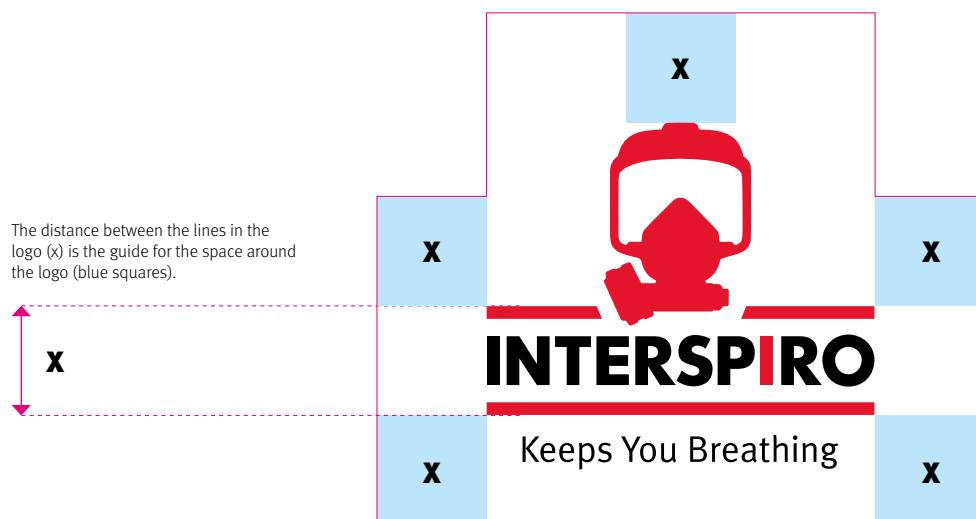 X
The distance between the lines in the
logo (x) is the guide for the space around
the logo (blue squares).
X
X
X
INTERSPIRO
Keeps You Breathing
X
X